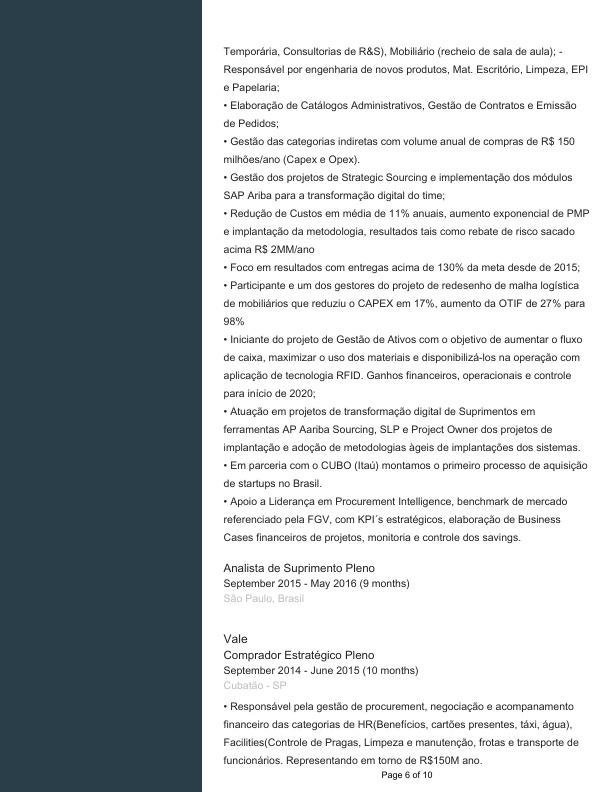 Temporária, Consultorias de R&S), Mobiliário (recheio de sala de aula); -
Responsável por engenharia de novos produtos, Mat. Escritório, Limpeza, EPI
e Papelaria;
• Elaboração de Catálogos Administrativos, Gestão de Contratos e Emissão
de Pedidos;
• Gestão das categorias indiretas com volume anual de compras de R$ 150
milhões/ano (Capex e Opex).
• Gestão dos projetos de Strategic Sourcing e implementação dos módulos
SAP Ariba para a transformação digital do time;
• Redução de Custos em média de 11% anuais, aumento exponencial de PMP
e implantação da metodologia, resultados tais como rebate de risco sacado
acima R$ 2MM/ano
• Foco em resultados com entregas acima de 130% da meta desde de 2015;
• Participante e um dos gestores do projeto de redesenho de malha logística
de mobiliários que reduziu o CAPEX em 17%, aumento da OTIF de 27% para
98%
• Iniciante do projeto de Gestão de Ativos com o objetivo de aumentar o fluxo
de caixa, maximizar o uso dos materiais e disponibilizá-los na operação com
aplicação de tecnologia RFID. Ganhos financeiros, operacionais e controle
para início de 2020;
• Atuação em projetos de transformação digital de Suprimentos em
ferramentas AP Aariba Sourcing, SLP e Project Owner dos projetos de
implantação e adoção de metodologias àgeis de implantações dos sistemas.
• Em parceria com o CUBO (Itaú) montamos o primeiro processo de aquisição
de startups no Brasil.
• Apoio a Liderança em Procurement Intelligence, benchmark de mercado
referenciado pela FGV, com KPI´s estratégicos, elaboração de Business
Cases financeiros de projetos, monitoria e controle dos savings.
Analista de Suprimento Pleno
September 2015 - May 2016 (9 months)
São Paulo, Brasil
Vale
Comprador Estratégico Pleno
September 2014 - June 2015 (10 months)
Cubatão - SP
• Responsável pela gestão de procurement, negociação e acompanamento
financeiro das categorias de HR(Benefícios, cartões presentes, táxi, água),
Facilities(Controle de Pragas, Limpeza e manutenção, frotas e transporte de
funcionários. Representando em torno de R$150M ano.
Page 6 of 10